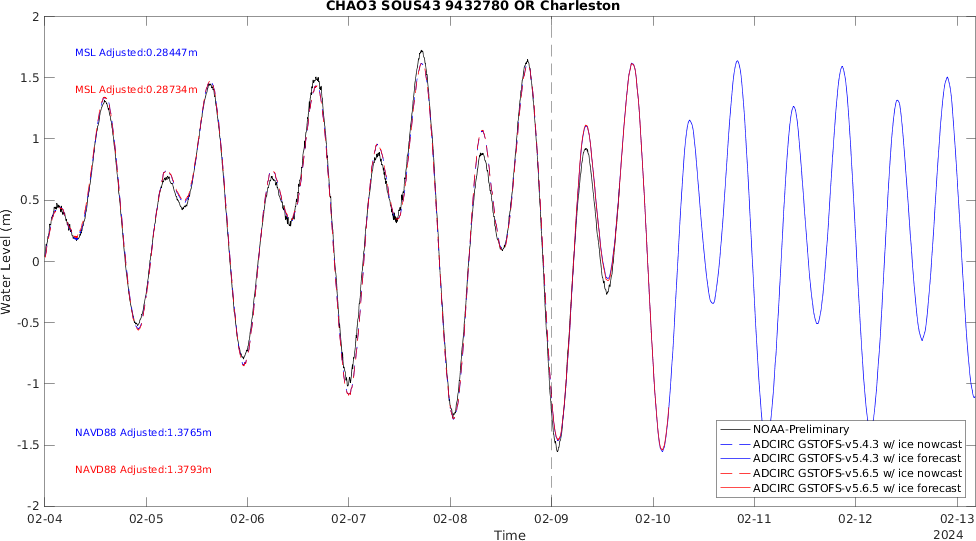 CHAO3 SOUS43 9432780 OR Charleston
MSL Adjusted:0.28447m
MSL Adjusted:0.28734m
NAVD88 Adjusted:1.3765m
NAVD88 Adjusted:1.3793m
Water Level (m)
2
1.5
1
0.5
0
-0.5
-1
-1.5
-2
NOAA-Preliminary
ADCIRC GSTOFS-v5.4.3 w/ ice nowcast
ADCIRC GSTOFS-v5.4.3 w/ ice forecast
ADCIRC GSTOFS-v5.6.5 w/ ice nowcast
ADCIRC GSTOFS-v5.6.5 w/ ice forecast
02-04 02-05 02-06 02-07 02-08 02-09 02-10 02-11 02-12 02-13
Time
2024